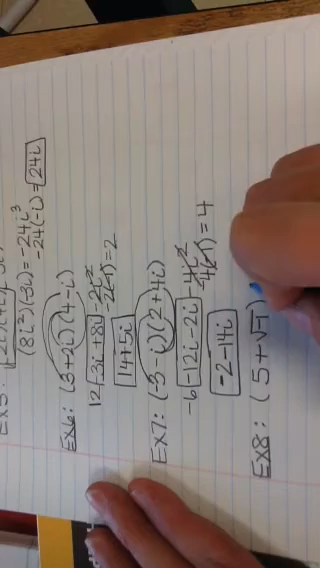 EX5:
(8i²)(-3i)=-24i³
-24(-i)=24i
EX6: (3+2i)(4-i)
12-3i+8i-2i²
-2(-1)=2
14+5i
EX7: (-3-i)(2+4i)
-6-12i-2i-4i²
4(-1)=4
-2-14i
EX8: (5+√-1)